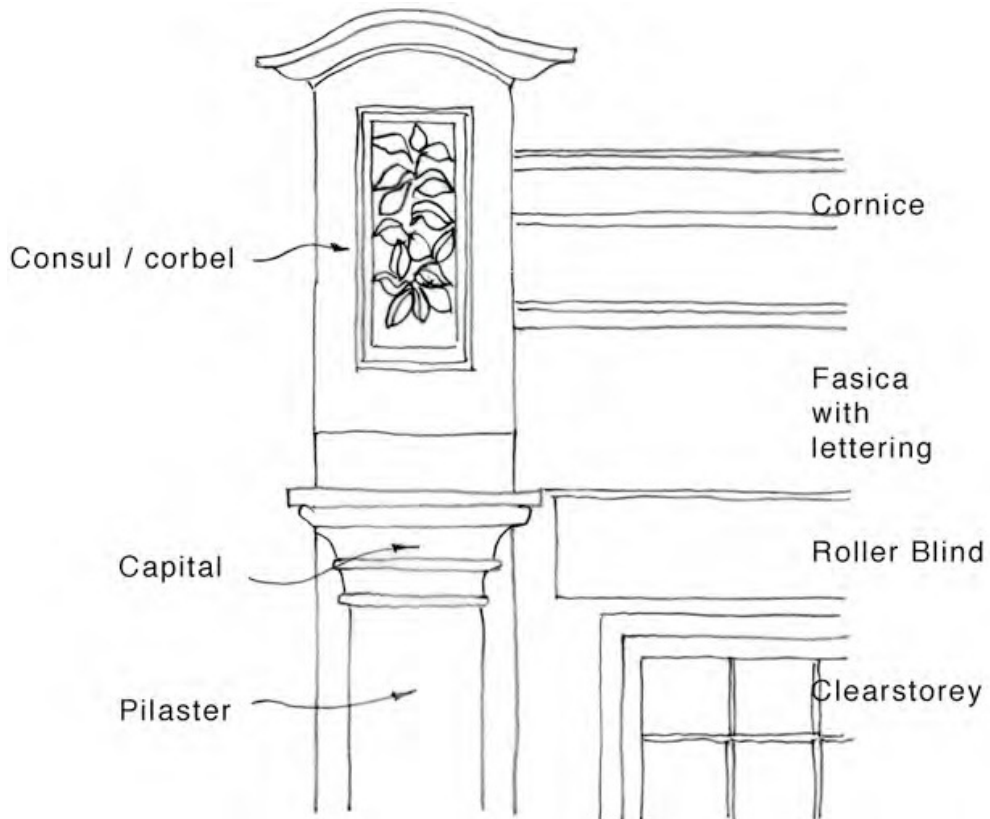 Cornice
Consul / corbel
Fasica
with
lettering
Roller Blind
Capital
Clearstorey
Pilaster